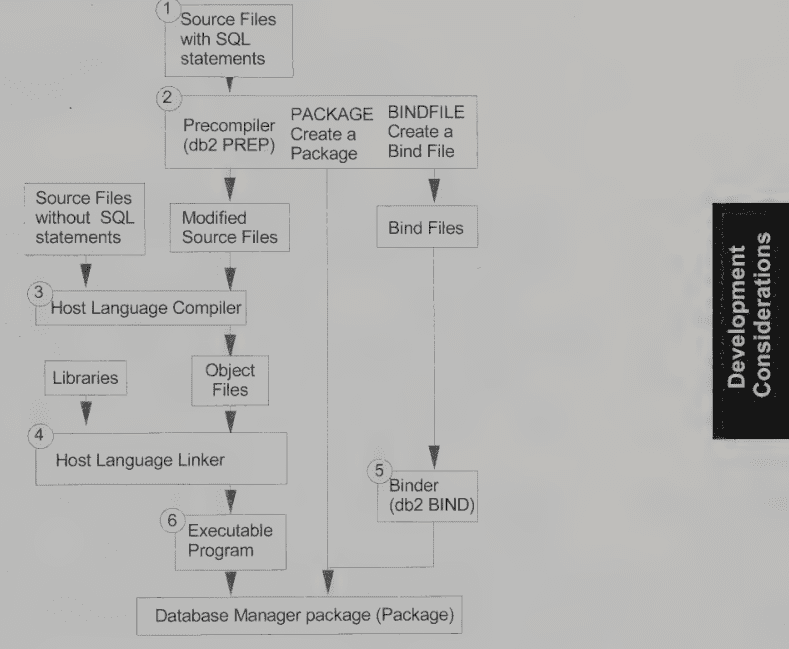 1
Source Files
with SQL
statements
2
Precompiler
(db2 PREP)
PACKAGE
Create a
Package
BINDFILE
Create a
Bind File
Source Files
without SQL
statements
Modified
Source Files
Bind Files
3
Host Language Compiler
Libraries
Object
Files
4
Host Language Linker
5
Binder
(db2 BIND)
6
Executable
Program
Database Manager package (Package)
Development
Considerations